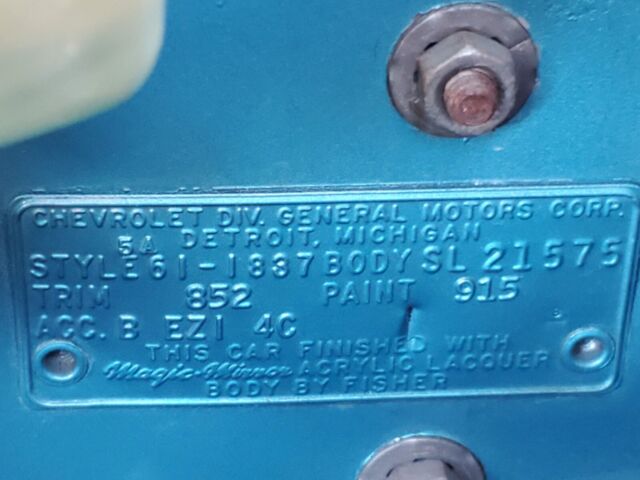 CHEVROLET DIV. GENERAL MOTORS CORP.
5A DETROIT, MICHIGAN
STYLE 61-1837 BODY SL 21575
TRIM 852 PAINT 915
ACC. B EZI 4C
THIS CAR FINISHED WITH
Magic-Mirror ACRYLIC LACQUER
BODY BY FISHER